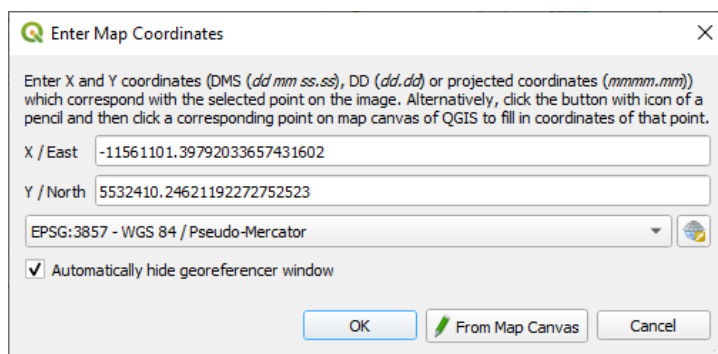 Enter Map Coordinates
Enter X and Y coordinates (DMS (dd mm ss.ss), DD (dd.dd) or projected coordinates (mmmm.mm))
which correspond with the selected point on the image. Alternatively, click the button with icon of a
pencil and then click a corresponding point on map canvas of QGIS to fill in coordinates of that point.
X / East -11561101.39792033657431602
Y / North 5532410.24621192272752523
EPSG:3857 - WGS 84 / Pseudo-Mercator
Automatically hide georeferencer window
OK From Map Canvas Cancel